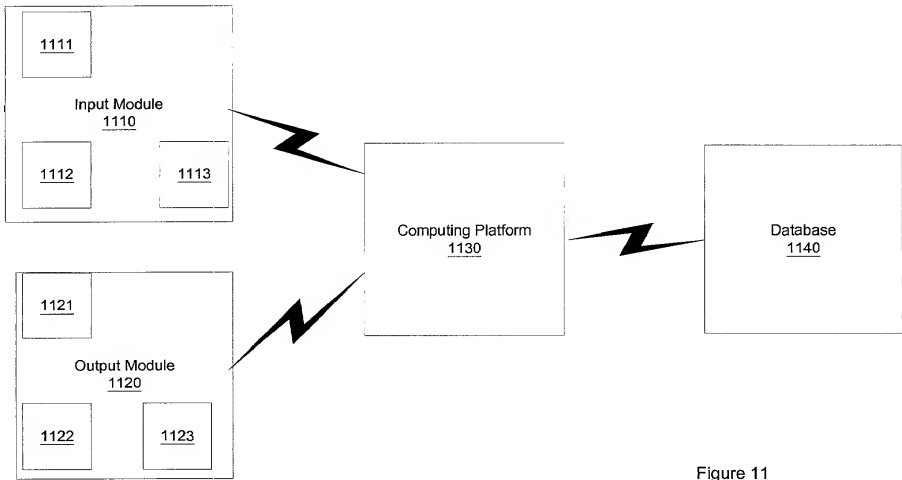 1111
Input Module
1110
1112
1113
Computing Platform
1130
Database
1140
1121
Output Module
1120
1122
1123
Figure 11